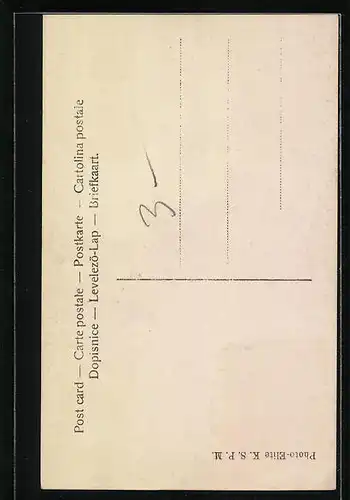 Post card — Carte postale — Postkarte — Cartolina postale
Dopisnice — Levelező-Lap — Briefkaart.
3 —
Photo-Elite K. S. P. M.